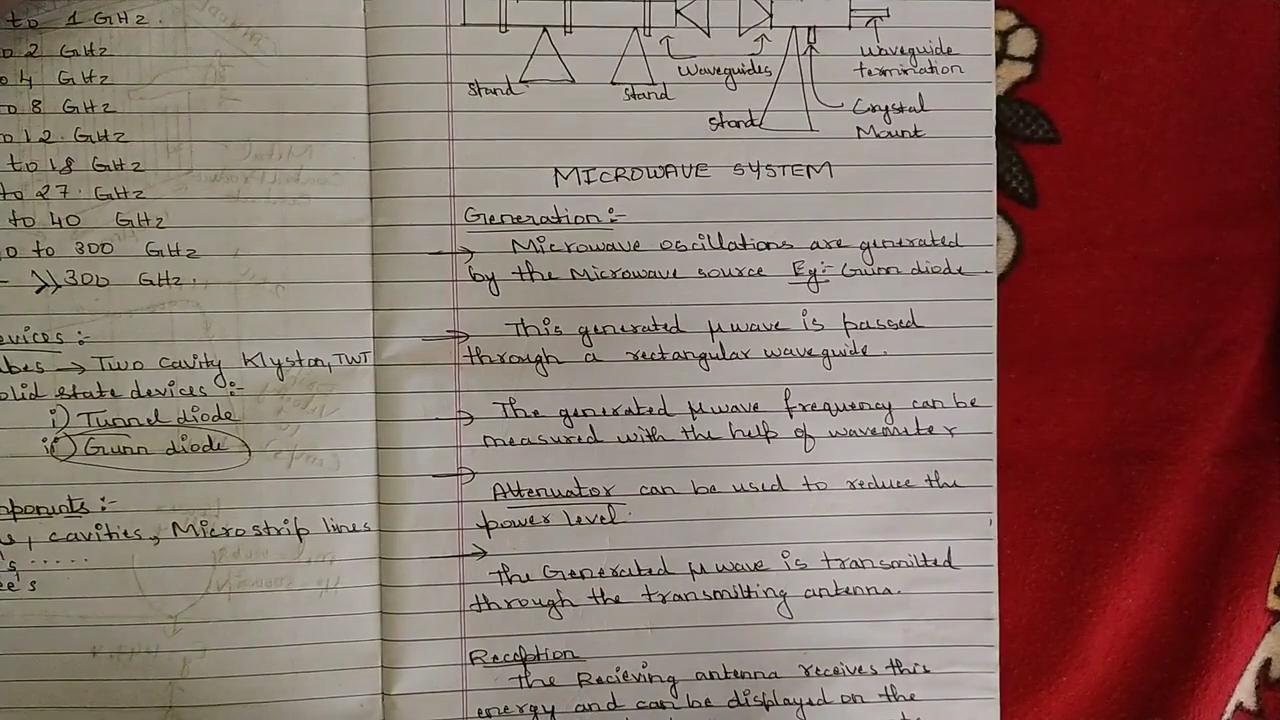 to 1 GHz.
2 GHz
4 GHz
to 8 GHz
to 12. GHz
to 18 GHz
to 27. GHz
to 40 GHz
0 to 300 GHz
>>300 GHz.
evices :-
bes → Two cavity Klyston, TWT
olid state devices :-
i) Tunnel diode
ii) Gunn diode
mponents :-
s, cavities, Microstrip lines
's .....
ee's
Waveguide
termination
Waveguides
Stand
Stand
Crystal
Mount
Stand
MICROWAVE SYSTEM
Generation :-
→ Microwave oscillations are generated
by the Microwave source Eg:- Gunn diode.
→ This generated μwave is passed
through a rectangular waveguide.
→ The generated μwave frequency can be
measured with the help of wavemeter
→ Attenuator can be used to reduce the
power level.
→ The Generated μwave is transmitted
through the transmitting antenna.
Reception
The Recieving antenna receives this
energy and can be displayed on the